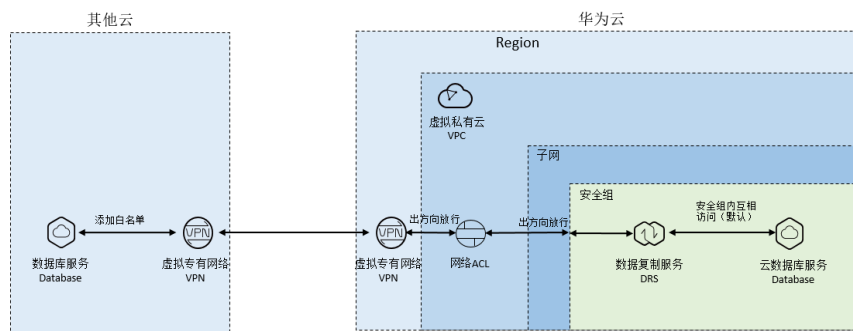 其他云
华为云
Region
虚拟私有云
VPC
子网
安全组
添加白名单
出方向放行
出方向放行
安全组内互相
访问（默认）
VPN
VPN
数据库服务
Database
虚拟专有网络
VPN
虚拟专有网络
VPN
网络ACL
数据复制服务
DRS
云数据库服务
Database